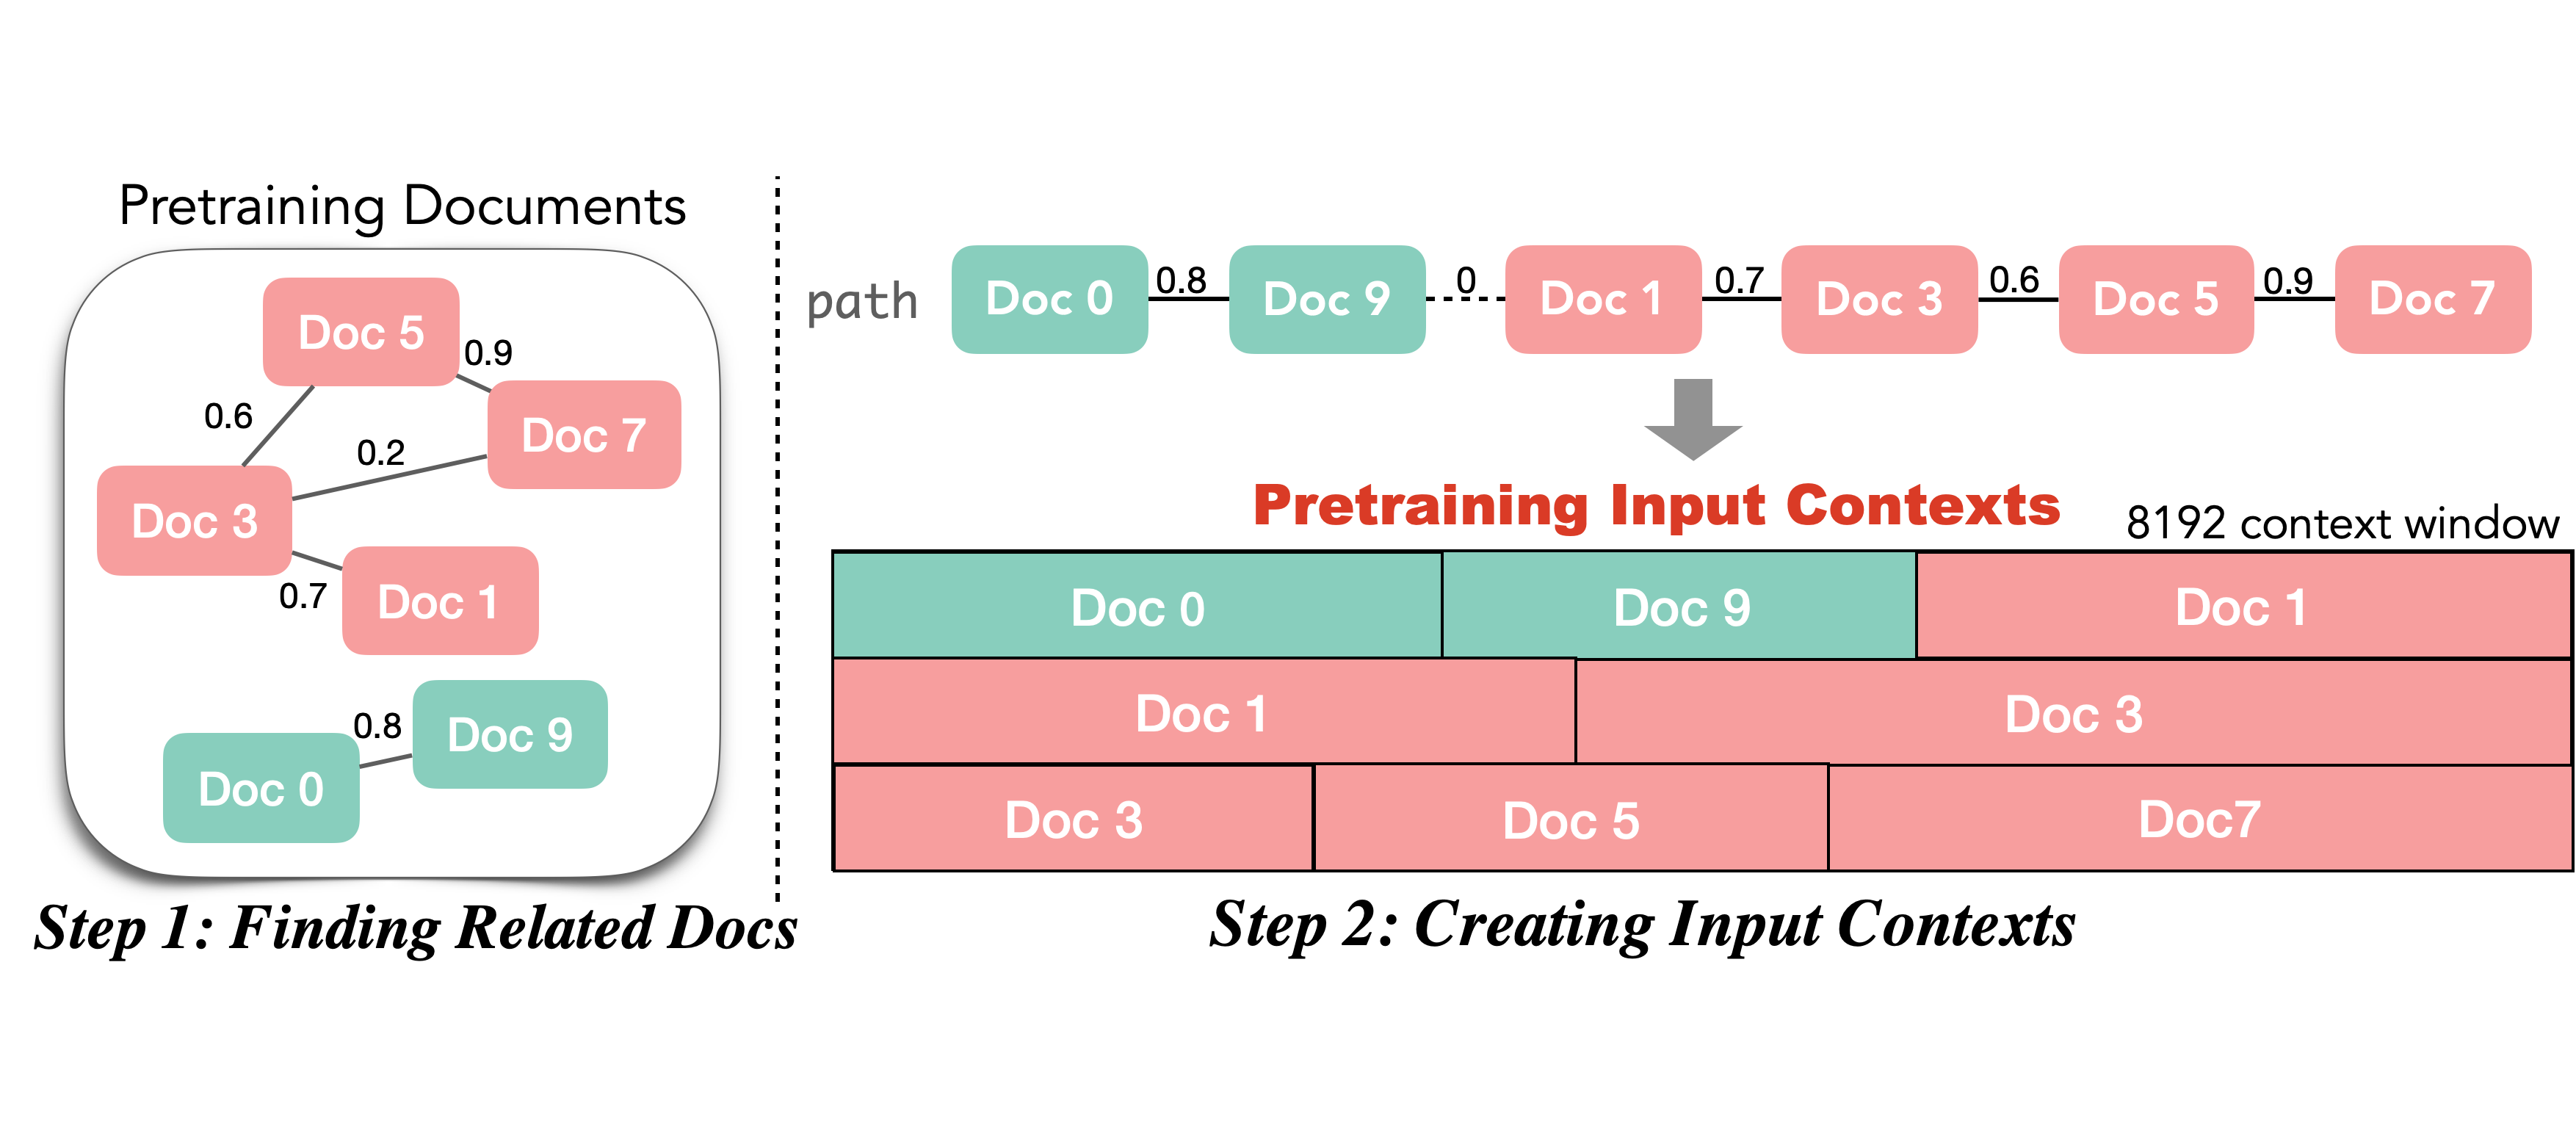 Pretraining Documents
Doc 5
0.9
0.6
Doc 7
0.2
Doc 3
0.7
Doc 1
0.8
Doc 9
Doc 0
Step 1: Finding Related Docs
path
Doc 0
0.8
Doc 9
0
Doc 1
0.7
Doc 3
0.6
Doc 5
0.9
Doc 7
Pretraining Input Contexts
8192 context window
Doc 0
Doc 9
Doc 1
Doc 1
Doc 3
Doc 3
Doc 5
Doc7
Step 2: Creating Input Contexts